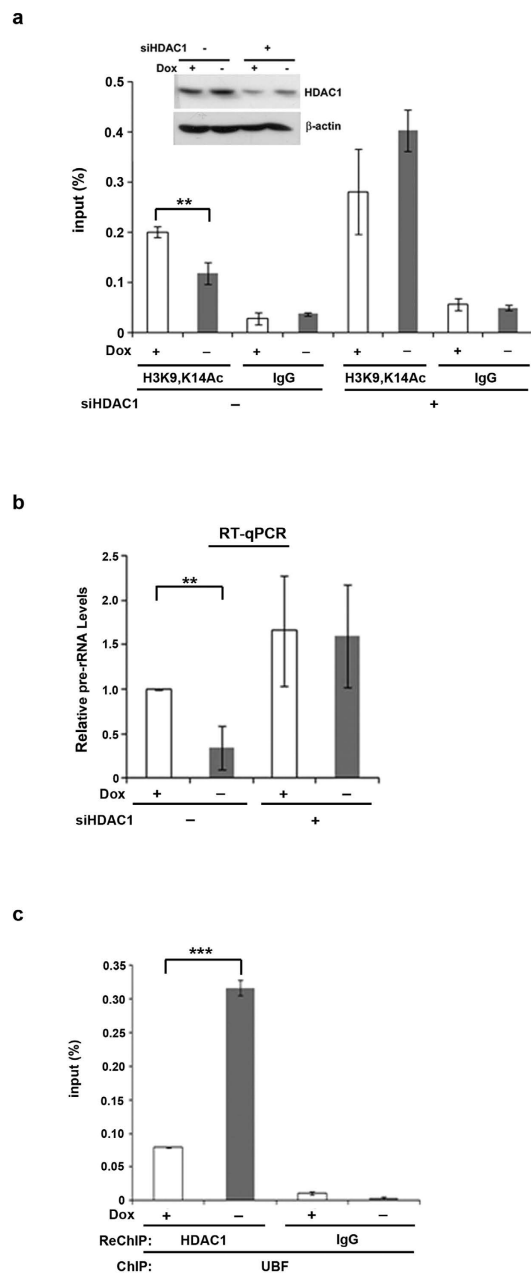 a
siHDAC1 - +
Dox + - + -
HDAC1
β-actin
0.5
0.4
0.3
0.2
0.1
0
input (%)
**
Dox + – + – + – + –
H3K9,K14Ac IgG H3K9,K14Ac IgG
siHDAC1 – +
b
RT-qPCR
2.5
2.0
1.5
1.0
0.5
0
Relative pre-rRNA Levels
**
Dox + – + –
siHDAC1 – +
c
0.35
0.30
0.25
0.20
0.15
0.10
0.05
0
input (%)
***
Dox + – + –
ReChIP: HDAC1 IgG
ChIP: UBF